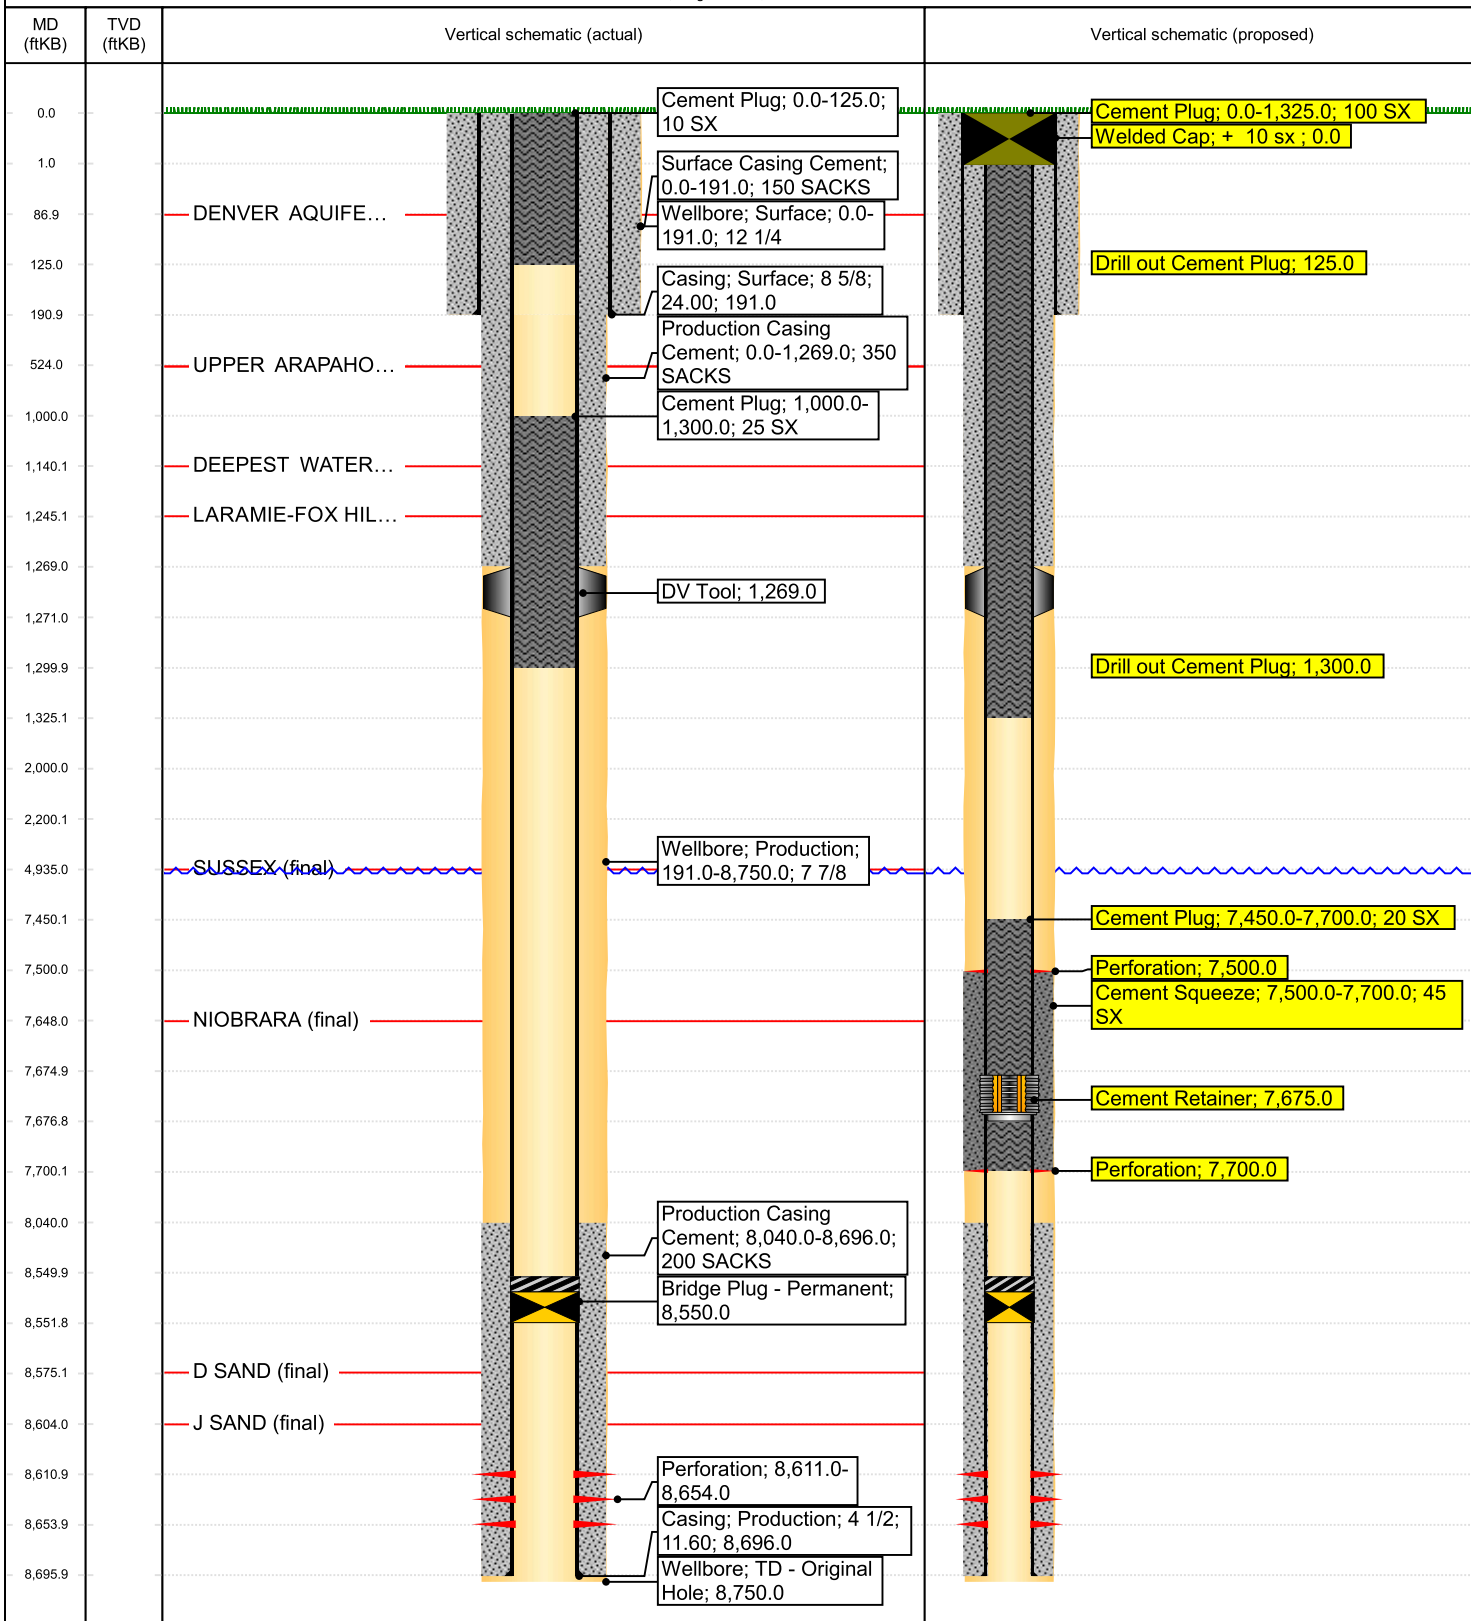 MD
(ftKB)
TVD
(ftKB)
Vertical schematic (actual)
Vertical schematic (proposed)
0.0
1.0
86.9
125.0
190.9
524.0
1,000.0
1,140.1
1,245.1
1,269.0
1,271.0
1,299.9
1,325.1
2,000.0
2,200.1
4,935.0
7,450.1
7,500.0
7,648.0
7,674.9
7,676.8
7,700.1
8,040.0
8,549.9
8,551.8
8,575.1
8,604.0
8,610.9
8,653.9
8,695.9
DENVER AQUIFE...
UPPER ARAPAHO...
DEEPEST WATER...
LARAMIE-FOX HIL...
SUSSEX (final)
NIOBRARA (final)
D SAND (final)
J SAND (final)
Cement Plug; 0.0-125.0;
10 SX
Surface Casing Cement;
0.0-191.0; 150 SACKS
Wellbore; Surface; 0.0-
191.0; 12 1/4
Casing; Surface; 8 5/8;
24.00; 191.0
Production Casing
Cement; 0.0-1,269.0; 350
SACKS
Cement Plug; 1,000.0-
1,300.0; 25 SX
DV Tool; 1,269.0
Wellbore; Production;
191.0-8,750.0; 7 7/8
Production Casing
Cement; 8,040.0-8,696.0;
200 SACKS
Bridge Plug - Permanent;
8,550.0
Perforation; 8,611.0-
8,654.0
Casing; Production; 4 1/2;
11.60; 8,696.0
Wellbore; TD - Original
Hole; 8,750.0
Cement Plug; 0.0-1,325.0; 100 SX
Welded Cap; + 10 sx ; 0.0
Drill out Cement Plug; 125.0
Drill out Cement Plug; 1,300.0
Cement Plug; 7,450.0-7,700.0; 20 SX
Perforation; 7,500.0
Cement Squeeze; 7,500.0-7,700.0; 45
SX
Cement Retainer; 7,675.0
Perforation; 7,700.0